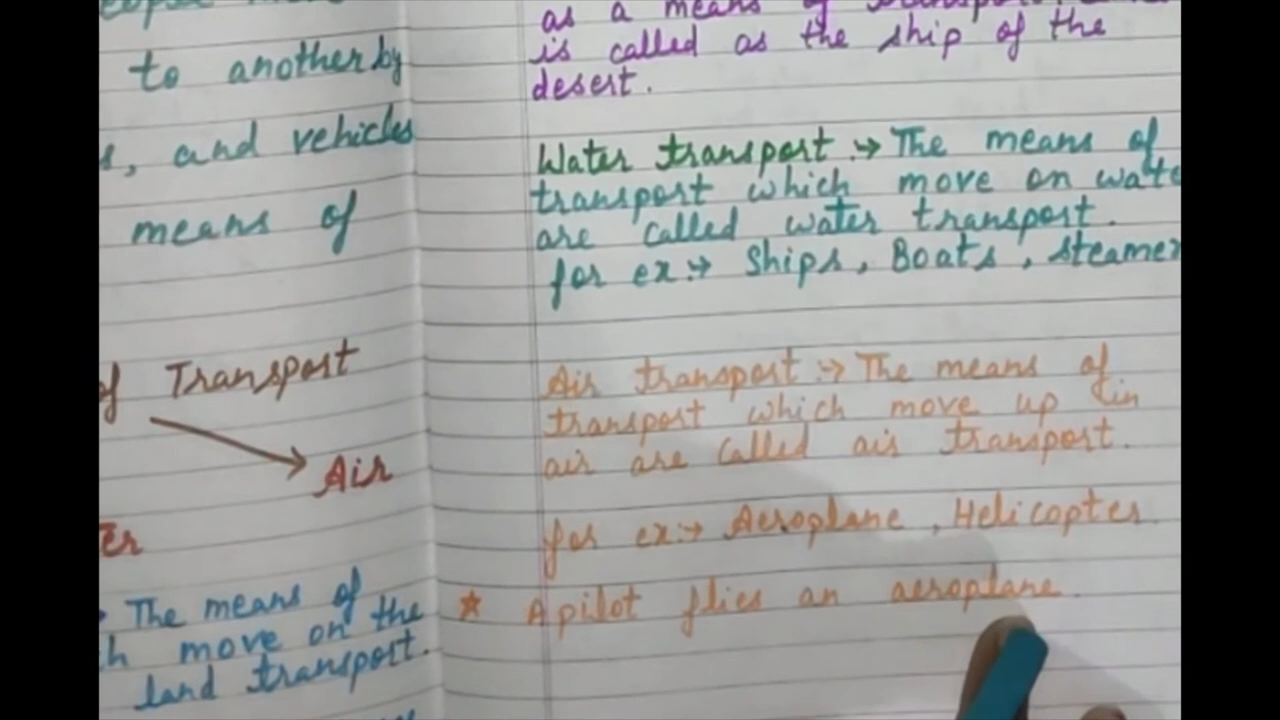 to another by
, and vehicles
means of
of Transport
Air
The means of
move on the
land transport.
as a means of
is called as the ship of the
desert.
Water transport :→ The means of
transport which move on wate
are called water transport.
for ex :→ Ships, Boats, steamer
Air transport :→ The means of
transport which move up in
air are called air transport.
for ex :→ Aeroplane, Helicopter
* A pilot flies an aeroplane.